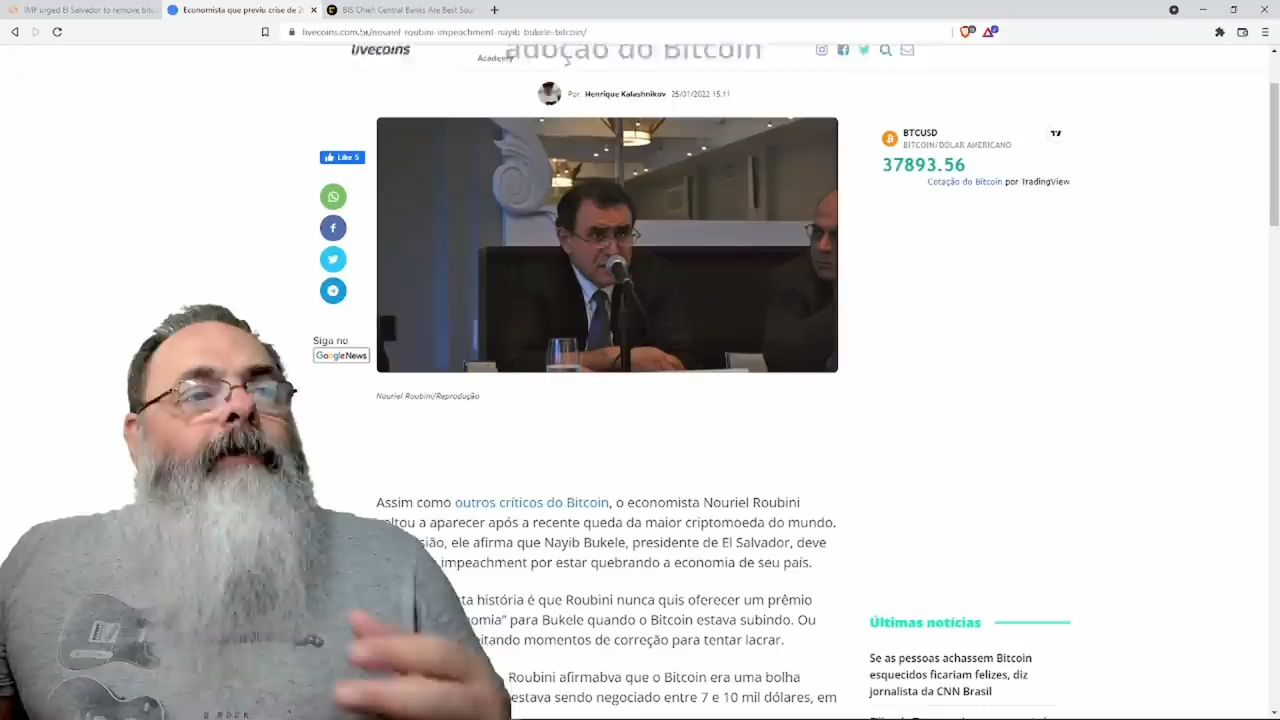 IMF urged El Salvador to remove bitco
Economista que previu crise de 2
BIS Chief: Central Banks Are Best Sou
livecoins.com.br/nouriel-roubini-impeachment-nayib-bukele-bitcoin/
livecoins
Academy
adoção do Bitcoin
Por Henrique Kalashnikov 25/01/2022 15:11
BTCUSD
BITCOIN/DÓLAR AMERICANO
37893.56
Cotação do Bitcoin por TradingView
Like 5
Siga no
Google News
Nouriel Roubini/Reprodução
Assim como outros críticos do Bitcoin, o economista Nouriel Roubini
ltou a aparecer após a recente queda da maior criptomoeda do mundo.
sião, ele afirma que Nayib Bukele, presidente de El Salvador, deve
impeachment por estar quebrando a economia de seu país.
ta história é que Roubini nunca quis oferecer um prêmio
omia” para Bukele quando o Bitcoin estava subindo. Ou
eitando momentos de correção para tentar lacrar.
Roubini afirmava que o Bitcoin era uma bolha
estava sendo negociado entre 7 e 10 mil dólares, em
Últimas notícias
Se as pessoas achassem Bitcoin
esquecidos ficariam felizes, diz
jornalista da CNN Brasil